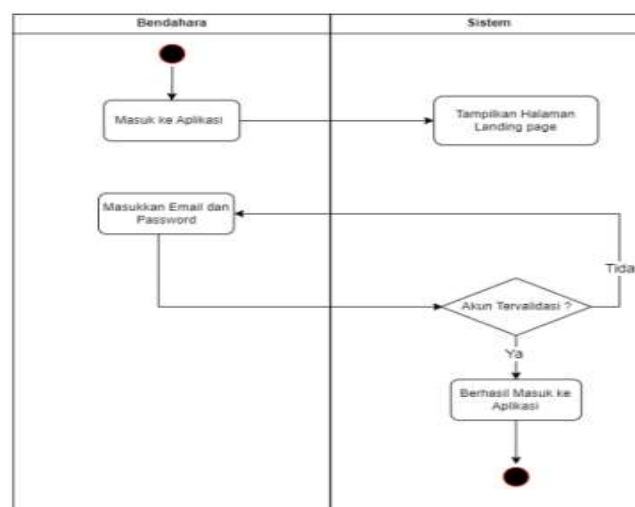 Bendahara
Sistem
Masuk ke Aplikasi
Tampilkan Halaman
Landing page
Masukkan Email dan
Password
Tida
Akun Tervalidasi ?
Ya
Berhasil Masuk ke
Aplikasi